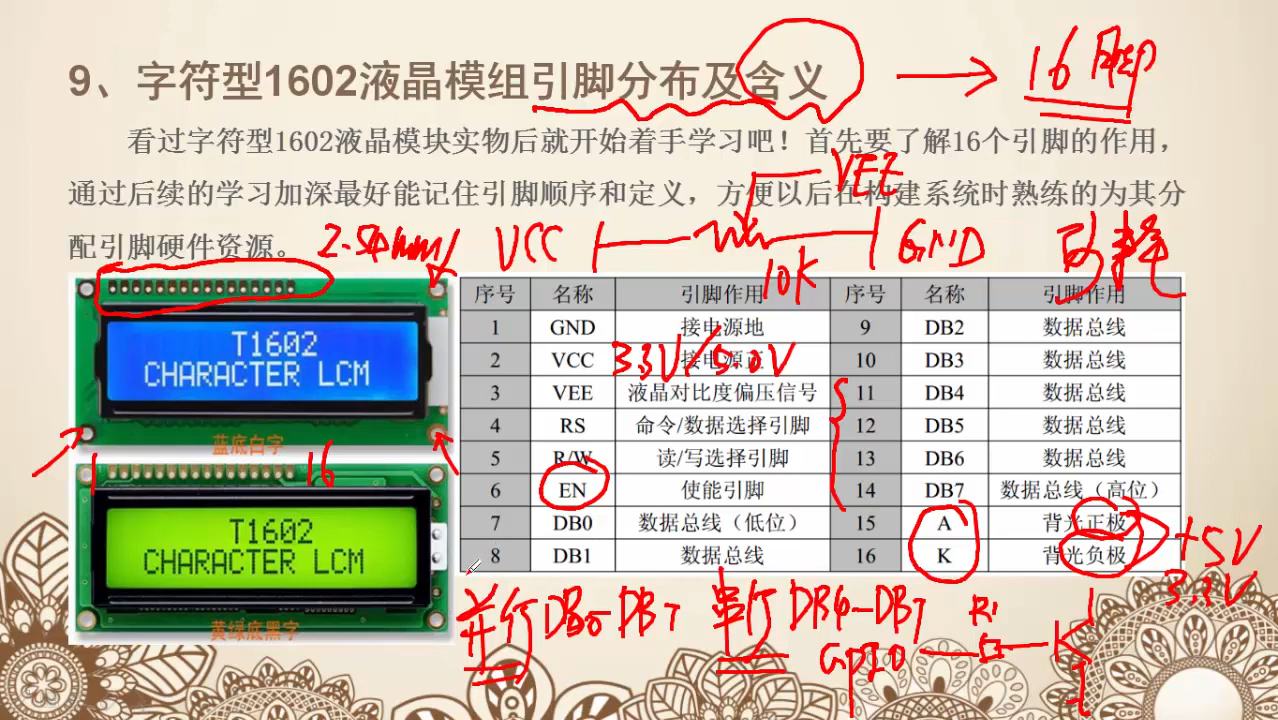 9、字符型1602液晶模组引脚分布及含义
16脚
看过字符型1602液晶模块实物后就开始着手学习吧！首先要了解16个引脚的作用，
通过后续的学习加深最好能记住引脚顺序和定义，方便以后在构建系统时熟练的为其分
配引脚硬件资源。
VEE
2.54mm
VCC
GND
10K
序号 名称 引脚作用 序号 名称 引脚作用
1 GND 接电源地 9 DB2 数据总线
2 VCC 接电源正 10 DB3 数据总线
3.3V/5.0V
3 VEE 液晶对比度偏压信号 11 DB4 数据总线
4 RS 命令/数据选择引脚 12 DB5 数据总线
5 R/W 读/写选择引脚 13 DB6 数据总线
6 EN 使能引脚 14 DB7 数据总线（高位）
7 DB0 数据总线（低位） 15 A 背光正极
8 DB1 数据总线 16 K 背光负极
T1602
CHARACTER LCM
蓝底白字
1
16
T1602
CHARACTER LCM
黄绿底黑字
+5V
3.3V
并行 DB0-DB7
串行 DB4-DB7
GPIO
R1